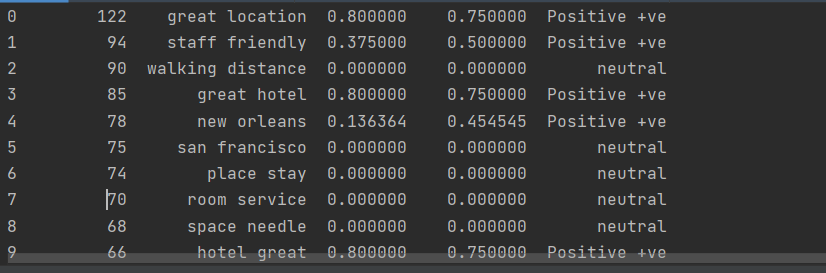 0 122 great location 0.800000 0.750000 Positive +ve
1 94 staff friendly 0.375000 0.500000 Positive +ve
2 90 walking distance 0.000000 0.000000 neutral
3 85 great hotel 0.800000 0.750000 Positive +ve
4 78 new orleans 0.136364 0.454545 Positive +ve
5 75 san francisco 0.000000 0.000000 neutral
6 74 place stay 0.000000 0.000000 neutral
7 70 room service 0.000000 0.000000 neutral
8 68 space needle 0.000000 0.000000 neutral
9 66 hotel great 0.800000 0.750000 Positive +ve